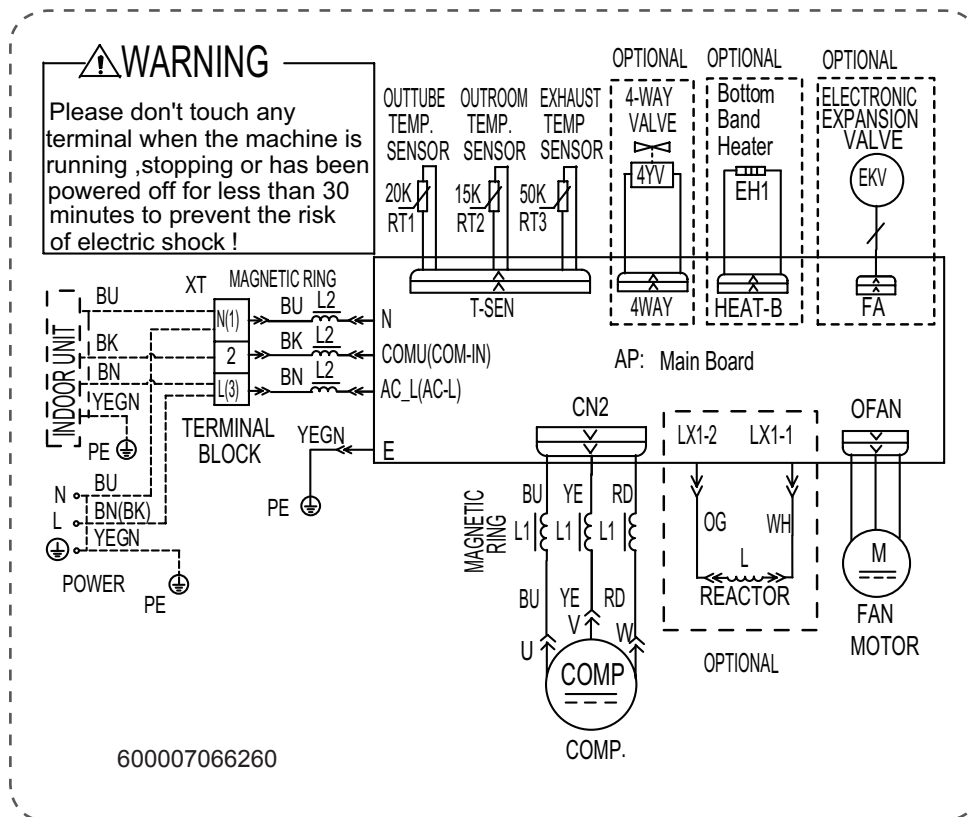 WARNING
Please don't touch any
terminal when the machine is
running ,stopping or has been
powered off for less than 30
minutes to prevent the risk
of electric shock !
OUTTUBE
TEMP.
SENSOR
20K
RT1
OUTROOM
TEMP.
SENSOR
15K
RT2
EXHAUST
TEMP
SENSOR
50K
RT3
T-SEN
OPTIONAL
4-WAY
VALVE
4YV
4WAY
OPTIONAL
Bottom
Band
Heater
EH1
HEAT-B
OPTIONAL
ELECTRONIC
EXPANSION
VALVE
EKV
FA
INDOOR UNIT
BU
BK
BN
YEGN
PE
XT
N(1)
2
L(3)
TERMINAL
BLOCK
MAGNETIC RING
BU L2
BK L2
BN L2
N
COMU(COM-IN)
AC_L(AC-L)
YEGN
E
PE
AP: Main Board
N BU
L BN(BK)
YEGN
POWER
PE
CN2
MAGNETIC
RING
BU YE RD
L1 L1 L1
BU YE RD
U V W
COMP
COMP.
LX1-2 LX1-1
OG WH
L
REACTOR
OPTIONAL
OFAN
M
FAN
MOTOR
600007066260